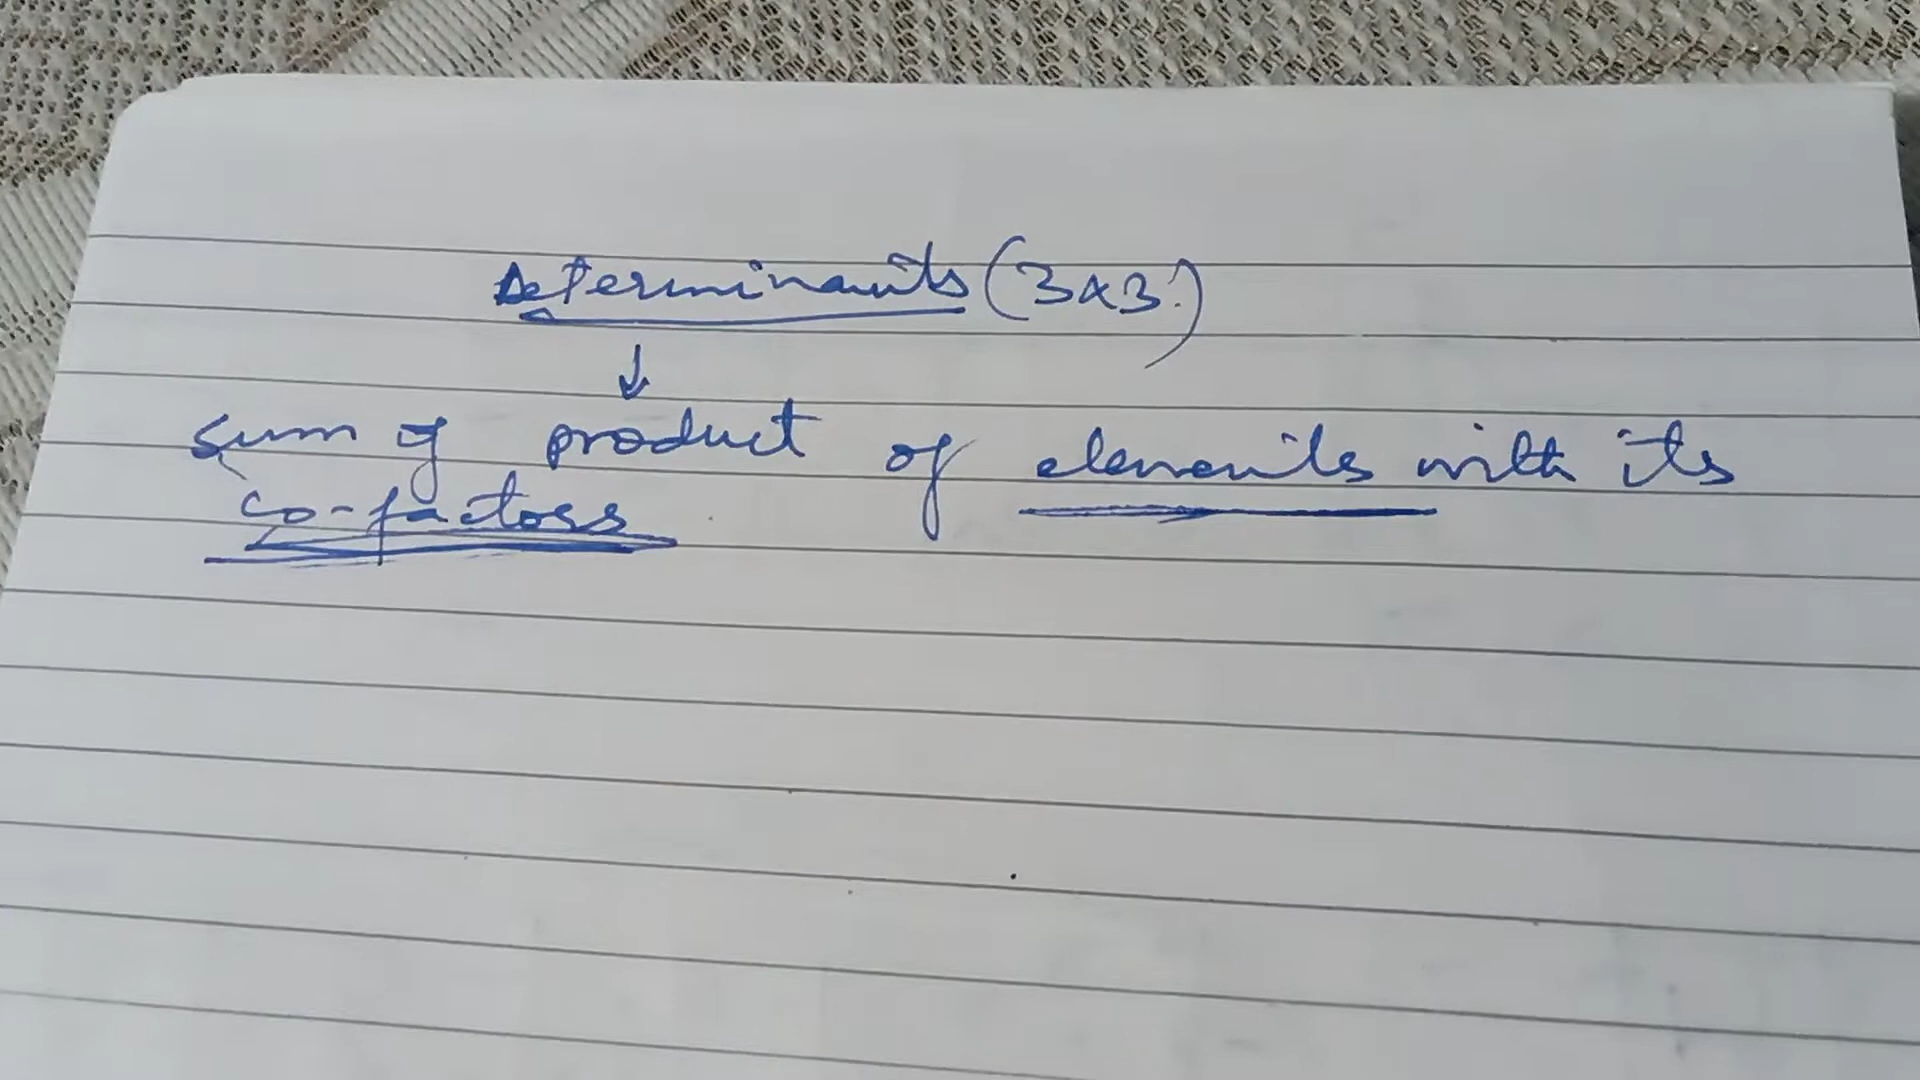 Determinants (3x3)
sum of product of elements with its
co-factors